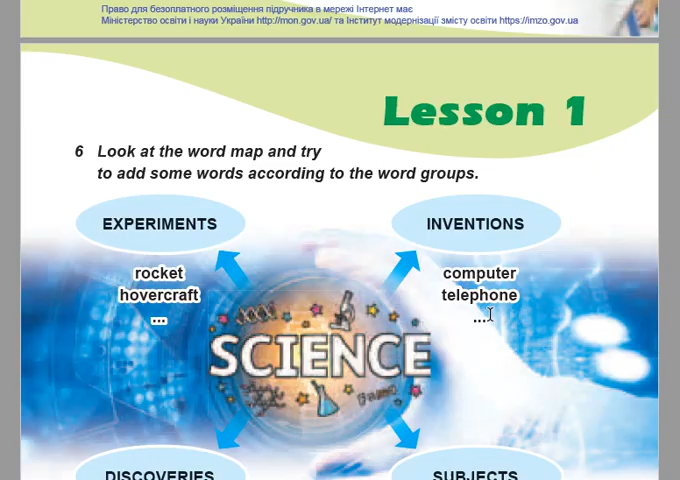 Право для безоплатного розміщення підручника в мережі Інтернет має
Міністерство освіти і науки України http://mon.gov.ua/ та Інститут модернізації змісту освіти https://imzo.gov.ua
Lesson 1
6 Look at the word map and try
to add some words according to the word groups.
EXPERIMENTS
INVENTIONS
rocket
hovercraft
...
computer
telephone
...
SCIENCE
DISCOVERIES
SUBJECTS